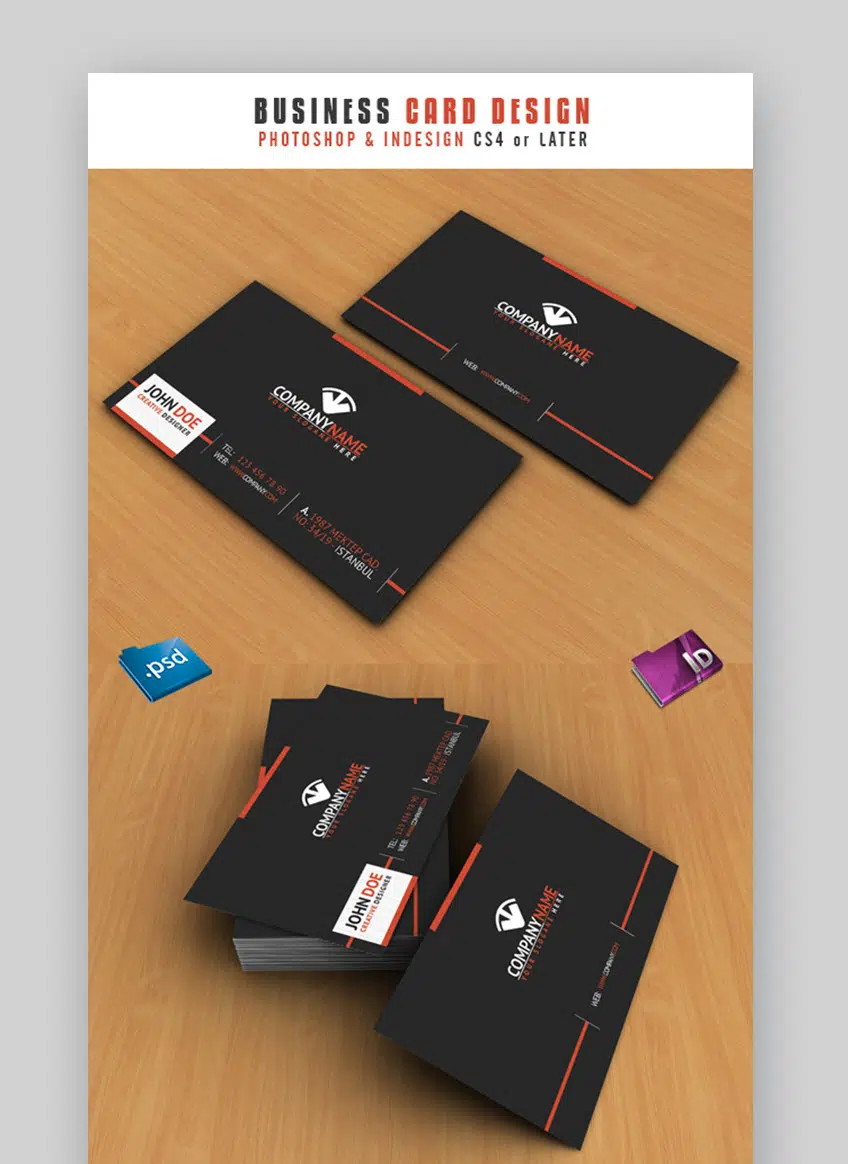 BUSINESS CARD DESIGN
PHOTOSHOP & INDESIGN CS4 or LATER
COMPANYNAME
YOUR SLOGANE HERE
WEB: WWW.COMPANY.COM
JOHN DOE
CREATIVE DESIGNER
COMPANYNAME
YOUR SLOGANE HERE
TEL: 123 456 78 90
WEB: WWW.COMPANY.COM
A. 1987 MEKTEP CAD
NO: 34/19 - ISTANBUL
.psd
ID
COMPANYNAME
YOUR SLOGANE HERE
A. 1987 MEKTEP CAD
NO: 34/19 - ISTANBUL
TEL: 123 456 78 90
WEB: WWW.COMPANY.COM
JOHN DOE
CREATIVE DESIGNER
COMPANYNAME
YOUR SLOGANE HERE
WEB: WWW.COMPANY.COM